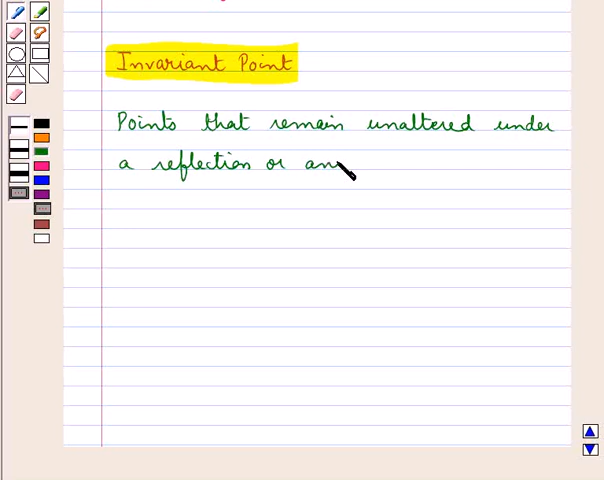 Invariant Point
Points that remain unaltered under
a reflection or an